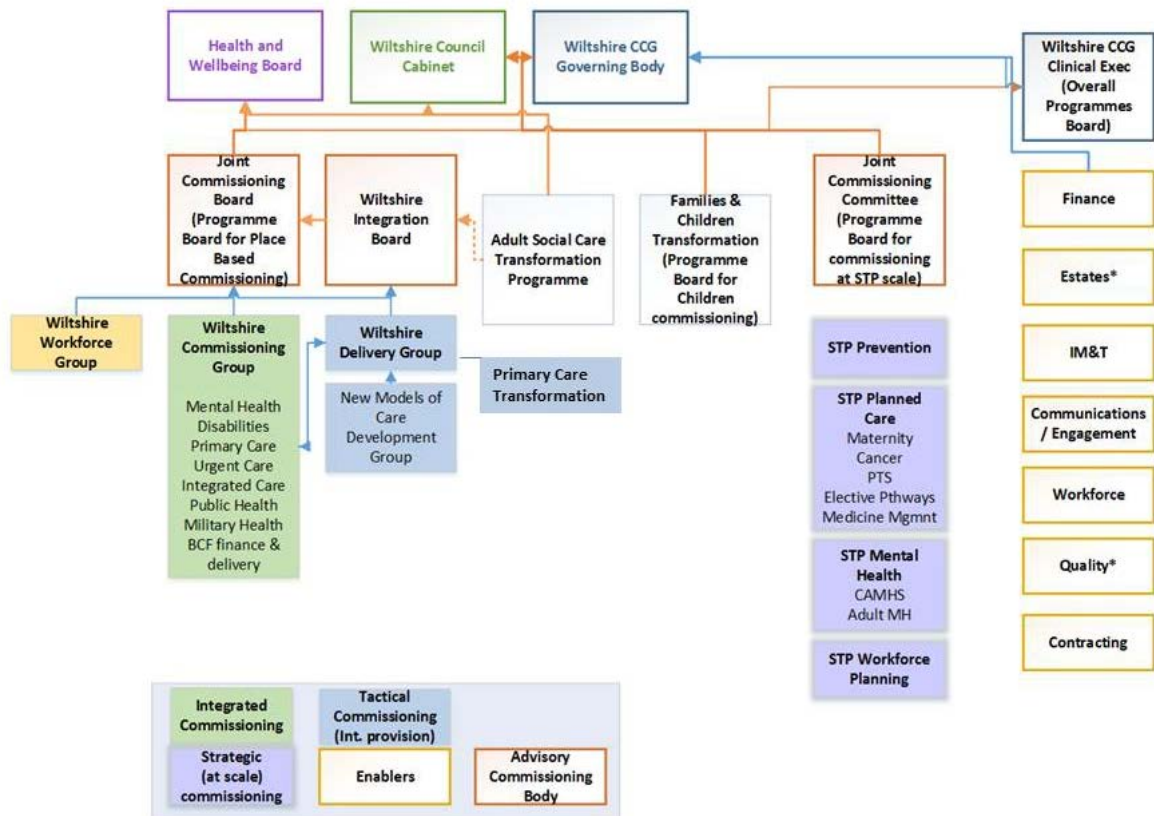 Health and
Wellbeing Board
Wiltshire Council
Cabinet
Wiltshire CCG
Governing Body
Wiltshire CCG
Clinical Exec
(Overall
Programmes
Board)
Joint
Commissioning
Board
(Programme
Board for Place
Based
Commissioning)
Wiltshire
Integration
Board
Adult Social Care
Transformation
Programme
Families &
Children
Transformation
(Programme
Board for
Children
commissioning)
Joint
Commissioning
Committee
(Programme
Board for
commissioning
at STP scale)
Finance
Estates*
IM&T
Communications
/ Engagement
Workforce
Quality*
Contracting
Wiltshire
Workforce
Group
Wiltshire
Commissioning
Group
Mental Health
Disabilities
Primary Care
Urgent Care
Integrated Care
Public Health
Military Health
BCF finance &
delivery
Wiltshire
Delivery Group
New Models of
Care
Development
Group
Primary Care
Transformation
STP Prevention
STP Planned
Care
Maternity
Cancer
PTS
Elective Pthways
Medicine Mgmnt
STP Mental
Health
CAMHS
Adult MH
STP Workforce
Planning
Integrated
Commissioning
Tactical
Commissioning
(Int. provision)
Strategic
(at scale)
commissioning
Enablers
Advisory
Commissioning
Body